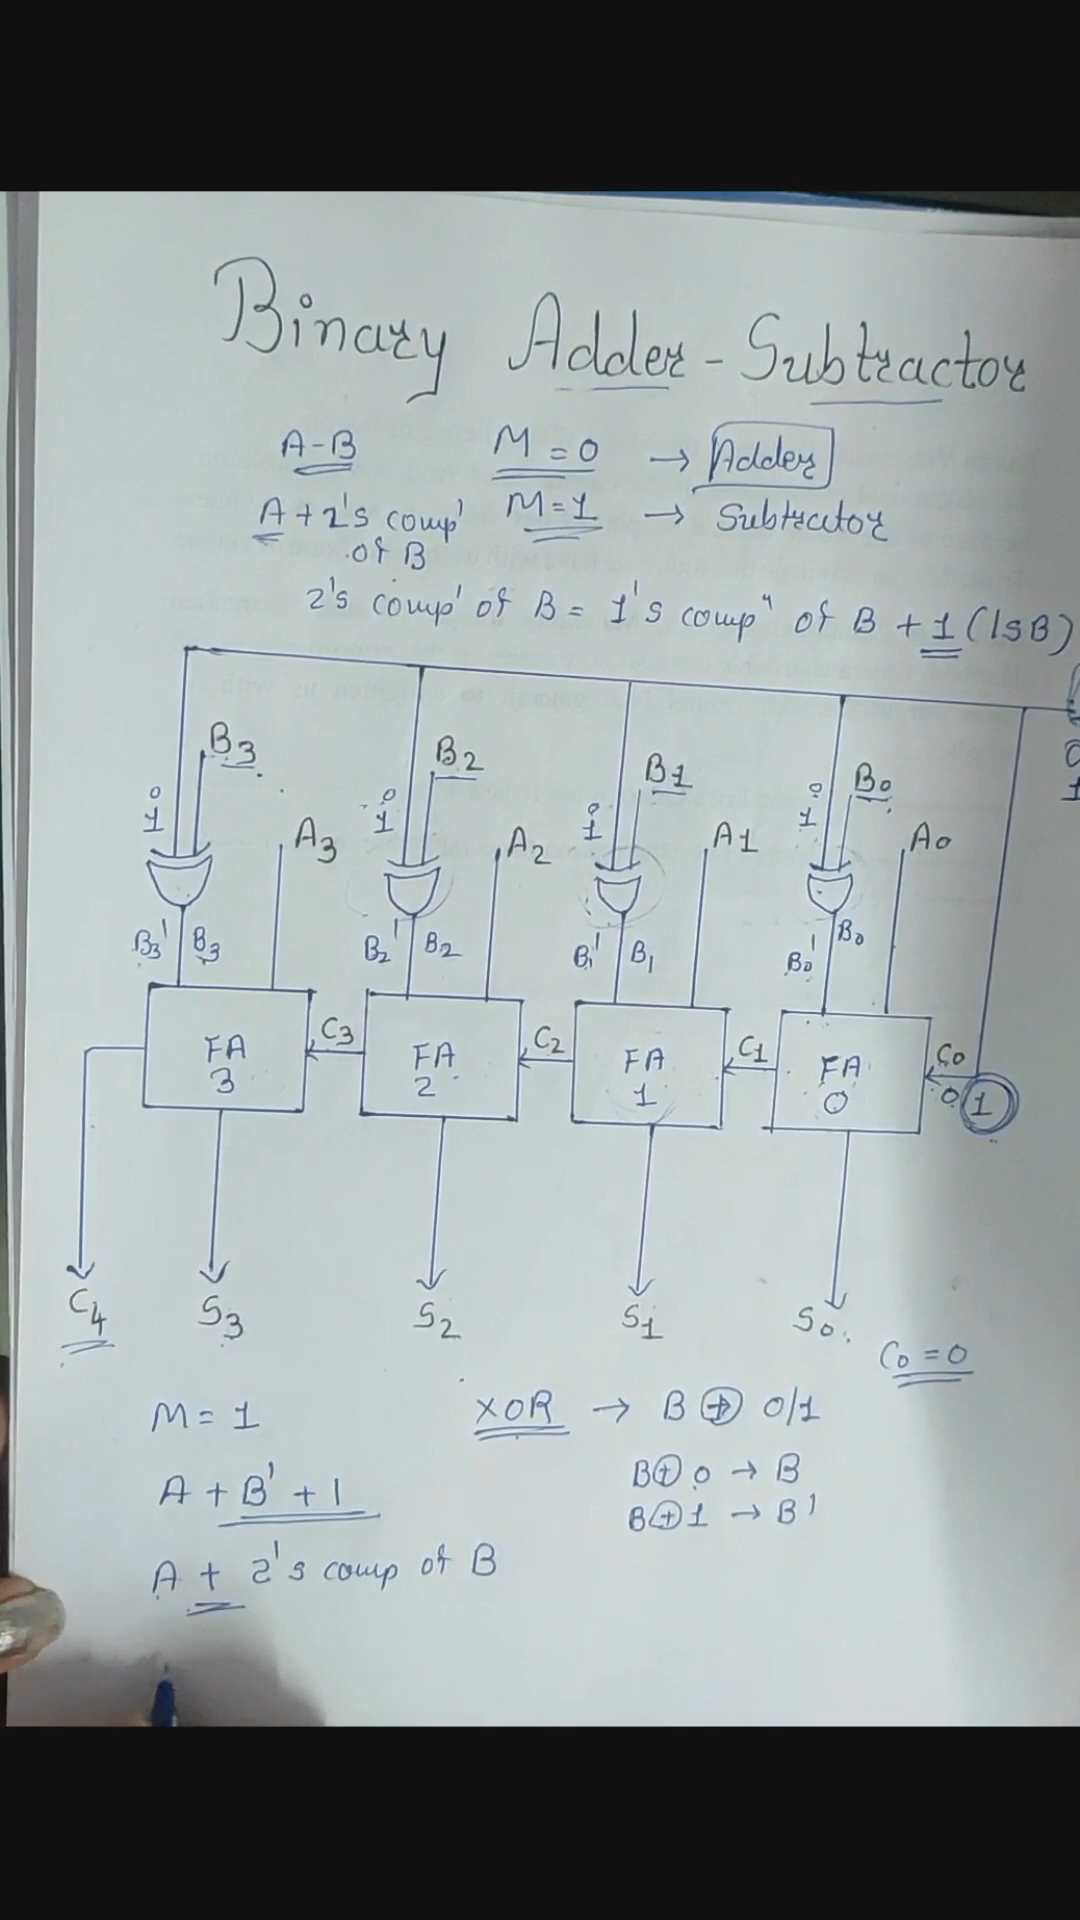 Binary Adder-Subtractor
A-B M=0 → Adder
A+2's comp' M=1 → Subtrator
of B
2's comp' of B = 1's comp" of B + 1 (LSB)
B3 B2 B1 B0
0 0 0 0 0
1 1 1 1 1
A3 A2 A1 A0
B3' B3 B2' B2 B1' B1 B0' B0
FA 3 C3 FA 2 C2 FA 1 C1 FA 0 C0
0 1
C4 S3 S2 S1 S0
C0=0
M=1 XOR → B⊕ 0/1
A+B'+1 B⊕0 → B
B⊕1 → B'
A+ 2's comp of B